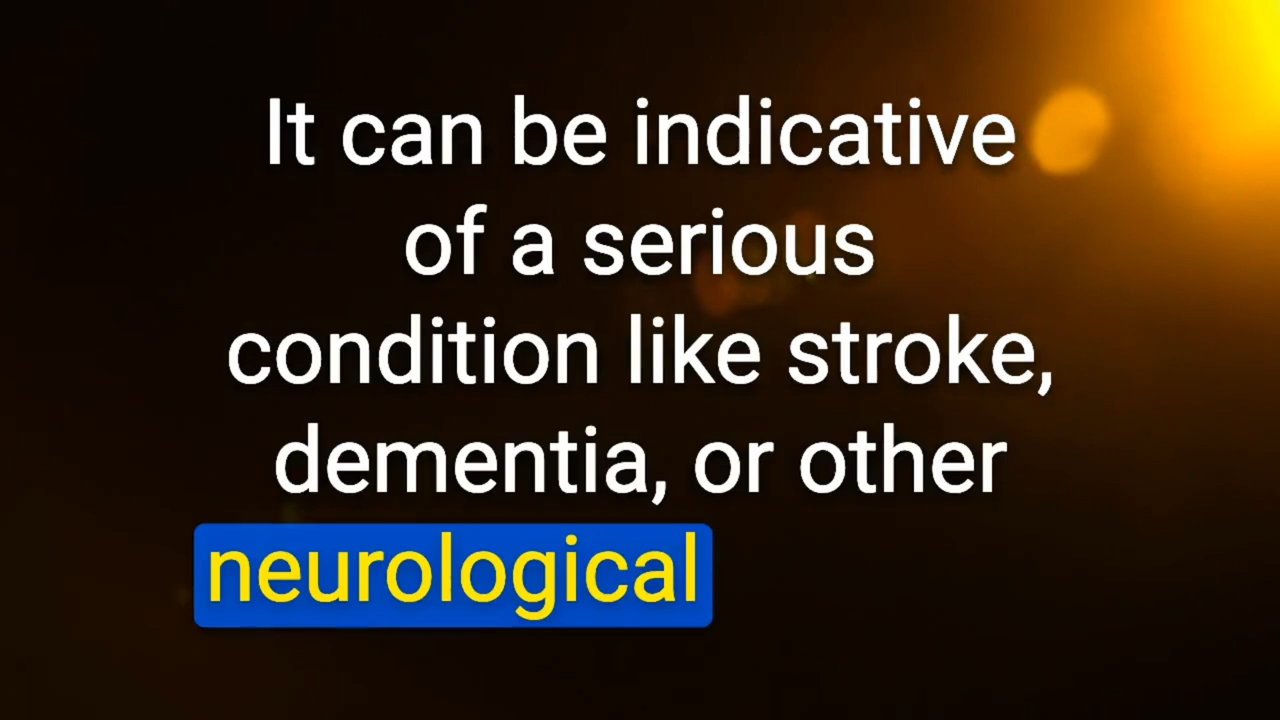 It can be indicative
of a serious
condition like stroke,
dementia, or other
neurological